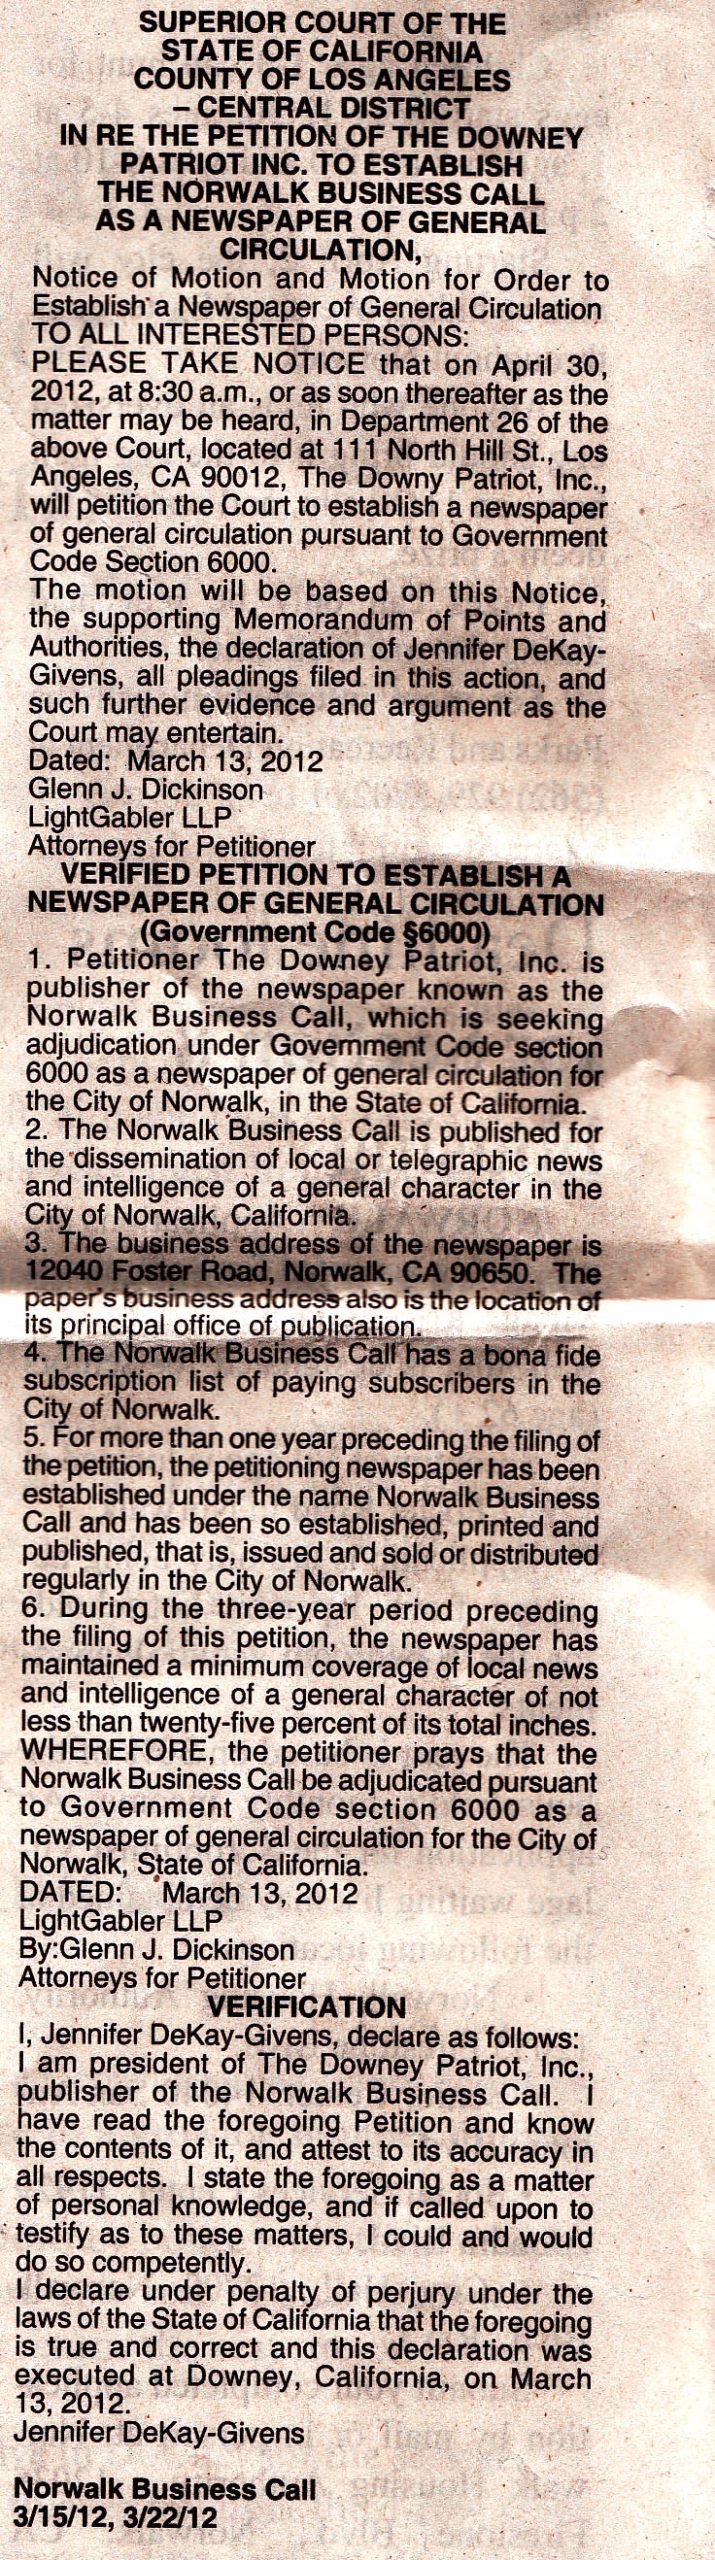 SUPERIOR COURT OF THE
STATE OF CALIFORNIA
COUNTY OF LOS ANGELES
– CENTRAL DISTRICT
IN RE THE PETITION OF THE DOWNEY
PATRIOT INC. TO ESTABLISH
THE NORWALK BUSINESS CALL
AS A NEWSPAPER OF GENERAL
CIRCULATION,
Notice of Motion and Motion for Order to
Establish a Newspaper of General Circulation
TO ALL INTERESTED PERSONS:
PLEASE TAKE NOTICE that on April 30,
2012, at 8:30 a.m., or as soon thereafter as the
matter may be heard, in Department 26 of the
above Court, located at 111 North Hill St., Los
Angeles, CA 90012, The Downy Patriot, Inc.,
will petition the Court to establish a newspaper
of general circulation pursuant to Government
Code Section 6000.
The motion will be based on this Notice,
the supporting Memorandum of Points and
Authorities, the declaration of Jennifer DeKay-
Givens, all pleadings filed in this action, and
such further evidence and argument as the
Court may entertain.
Dated: March 13, 2012
Glenn J. Dickinson
LightGabler LLP
Attorneys for Petitioner
VERIFIED PETITION TO ESTABLISH A
NEWSPAPER OF GENERAL CIRCULATION
(Government Code §6000)
1. Petitioner The Downey Patriot, Inc. is
publisher of the newspaper known as the
Norwalk Business Call, which is seeking
adjudication under Government Code section
6000 as a newspaper of general circulation for
the City of Norwalk, in the State of California.
2. The Norwalk Business Call is published for
the dissemination of local or telegraphic news
and intelligence of a general character in the
City of Norwalk, California.
3. The business address of the newspaper is
12040 Foster Road, Norwalk, CA 90650. The
paper's business address also is the location of
its principal office of publication.
4. The Norwalk Business Call has a bona fide
subscription list of paying subscribers in the
City of Norwalk.
5. For more than one year preceding the filing of
the petition, the petitioning newspaper has been
established under the name Norwalk Business
Call and has been so established, printed and
published, that is, issued and sold or distributed
regularly in the City of Norwalk.
6. During the three-year period preceding
the filing of this petition, the newspaper has
maintained a minimum coverage of local news
and intelligence of a general character of not
less than twenty-five percent of its total inches.
WHEREFORE, the petitioner prays that the
Norwalk Business Call be adjudicated pursuant
to Government Code section 6000 as a
newspaper of general circulation for the City of
Norwalk, State of California.
DATED: March 13, 2012
LightGabler LLP
By:Glenn J. Dickinson
Attorneys for Petitioner
VERIFICATION
I, Jennifer DeKay-Givens, declare as follows:
I am president of The Downey Patriot, Inc.,
publisher of the Norwalk Business Call. I
have read the foregoing Petition and know
the contents of it, and attest to its accuracy in
all respects. I state the foregoing as a matter
of personal knowledge, and if called upon to
testify as to these matters, I could and would
do so competently.
I declare under penalty of perjury under the
laws of the State of California that the foregoing
is true and correct and this declaration was
executed at Downey, California, on March
13, 2012.
Jennifer DeKay-Givens
Norwalk Business Call
3/15/12, 3/22/12